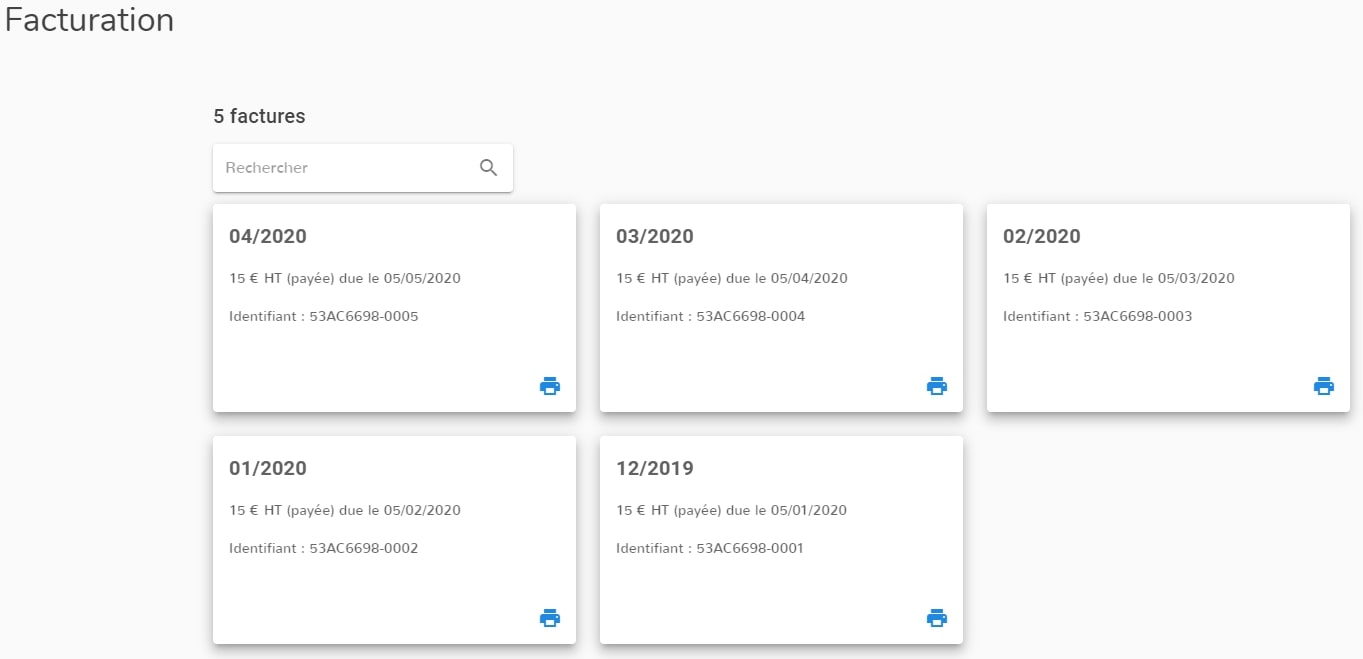 Facturation
5 factures
Rechercher
04/2020
15 € HT (payée) due le 05/05/2020
Identifiant : 53AC6698-0005
03/2020
15 € HT (payée) due le 05/04/2020
Identifiant : 53AC6698-0004
02/2020
15 € HT (payée) due le 05/03/2020
Identifiant : 53AC6698-0003
01/2020
15 € HT (payée) due le 05/02/2020
Identifiant : 53AC6698-0002
12/2019
15 € HT (payée) due le 05/01/2020
Identifiant : 53AC6698-0001